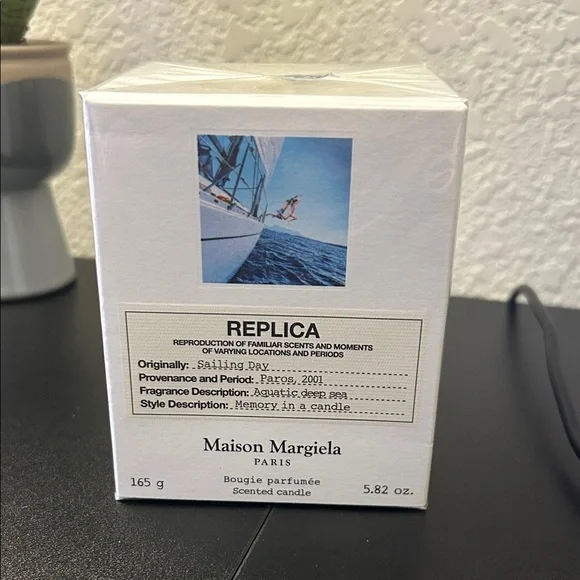 REPLICA
REPRODUCTION OF FAMILIAR SCENTS AND MOMENTS
OF VARYING LOCATIONS AND PERIODS
Originally: Sailing Day
Provenance and Period: Paros, 2001
Fragrance Description: Aquatic deep sea
Style Description: Memory in a candle
Maison Margiela
PARIS
165 g
Bougie parfumée
Scented candle
5.82 oz.